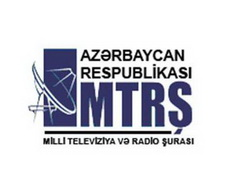 AZƏRBAYCAN
RESPUBLİKASI
MTRŞ
MİLLİ TELEVİZİYA VƏ RADİO ŞURASI